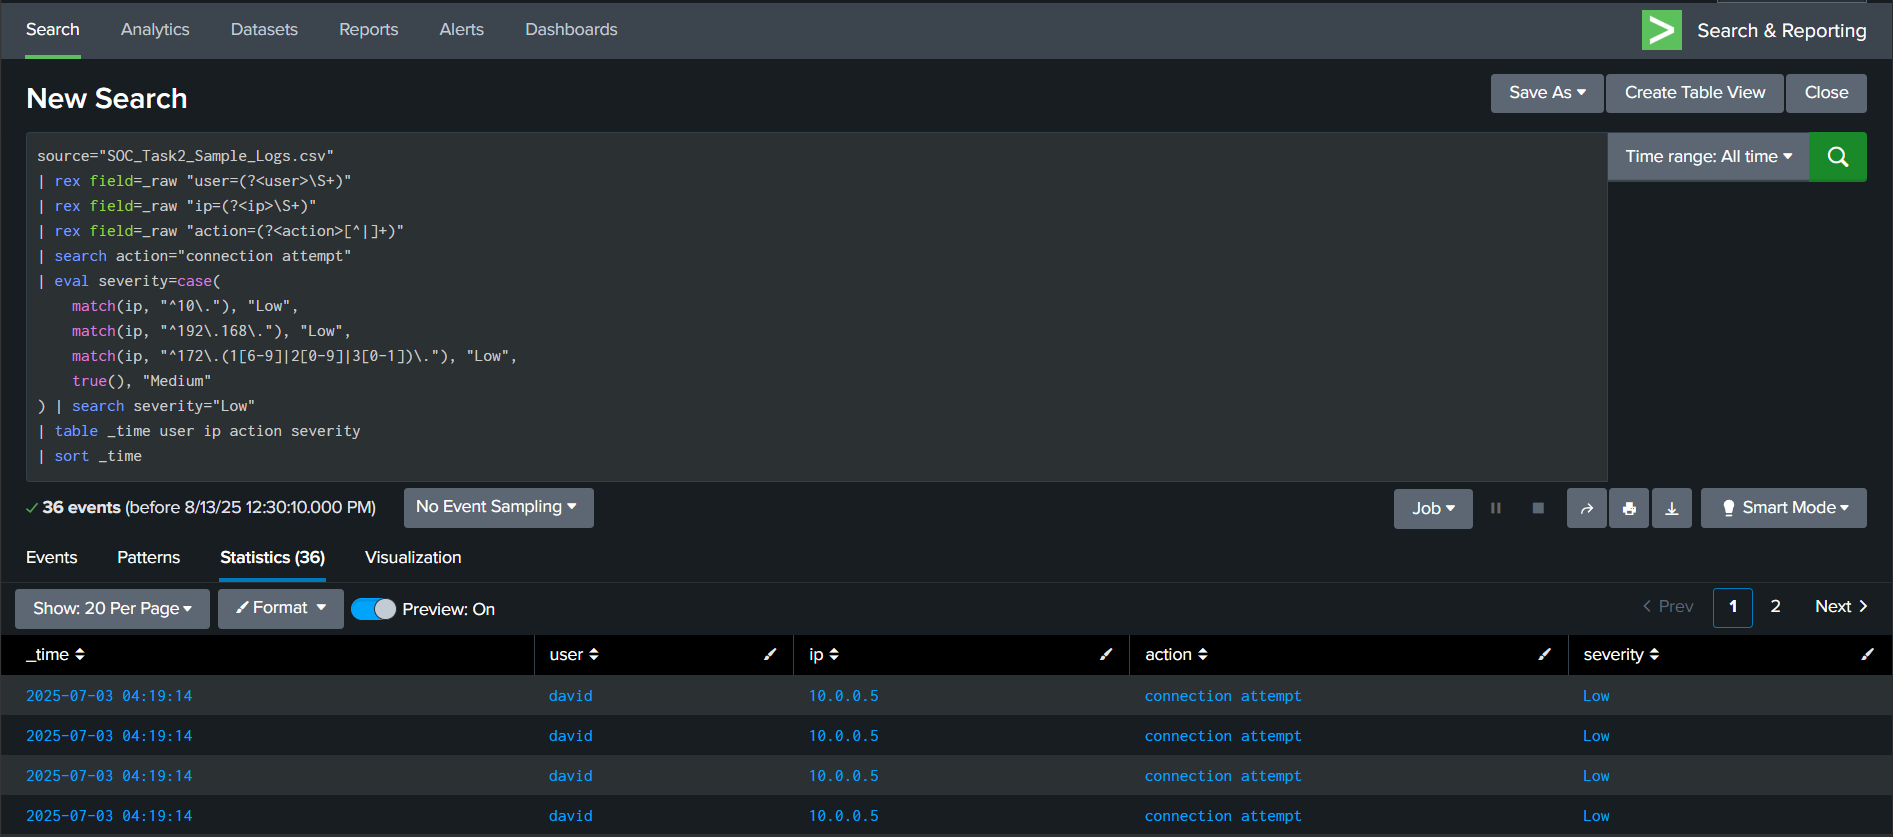 Search Analytics Datasets Reports Alerts Dashboards > Search & Reporting
New Search Save As Create Table View Close
source="SOC_Task2_Sample_Logs.csv" Time range: All time
| rex field=_raw "user=(?<user>\S+)"
| rex field=_raw "ip=(?<ip>\S+)"
| rex field=_raw "action=(?<action>[^|]+)"
| search action="connection attempt"
| eval severity=case(
    match(ip, "^10\."), "Low",
    match(ip, "^192\.168\."), "Low",
    match(ip, "^172\.(1[6-9]|2[0-9]|3[0-1])\."), "Low",
    true(), "Medium"
) | search severity="Low"
| table _time user ip action severity
| sort _time
36 events (before 8/13/25 12:30:10.000 PM) No Event Sampling Job Smart Mode
Events Patterns Statistics (36) Visualization
Show: 20 Per Page Format Preview: On < Prev 1 2 Next >
_time user ip action severity
2025-07-03 04:19:14 david 10.0.0.5 connection attempt Low
2025-07-03 04:19:14 david 10.0.0.5 connection attempt Low
2025-07-03 04:19:14 david 10.0.0.5 connection attempt Low
2025-07-03 04:19:14 david 10.0.0.5 connection attempt Low